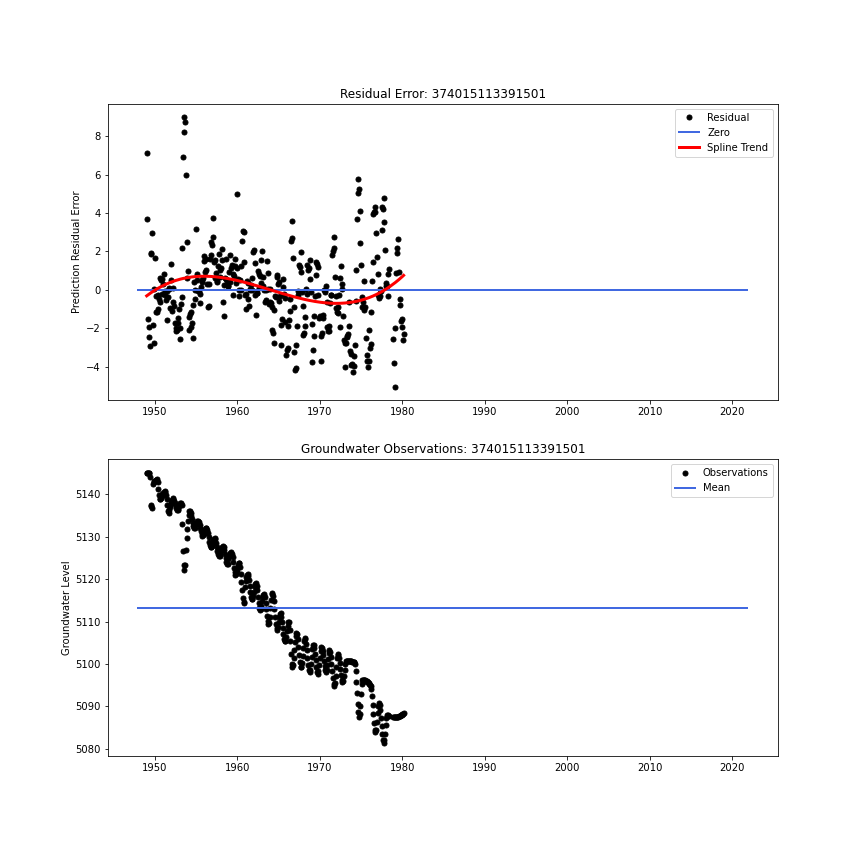 Residual Error: 374015113391501
Prediction Residual Error
8
6
4
2
0
−2
−4
Residual
Zero
Spline Trend
1950 1960 1970 1980 1990 2000 2010 2020
Groundwater Observations: 374015113391501
Groundwater Level
5140
5130
5120
5110
5100
5090
5080
Observations
Mean
1950 1960 1970 1980 1990 2000 2010 2020